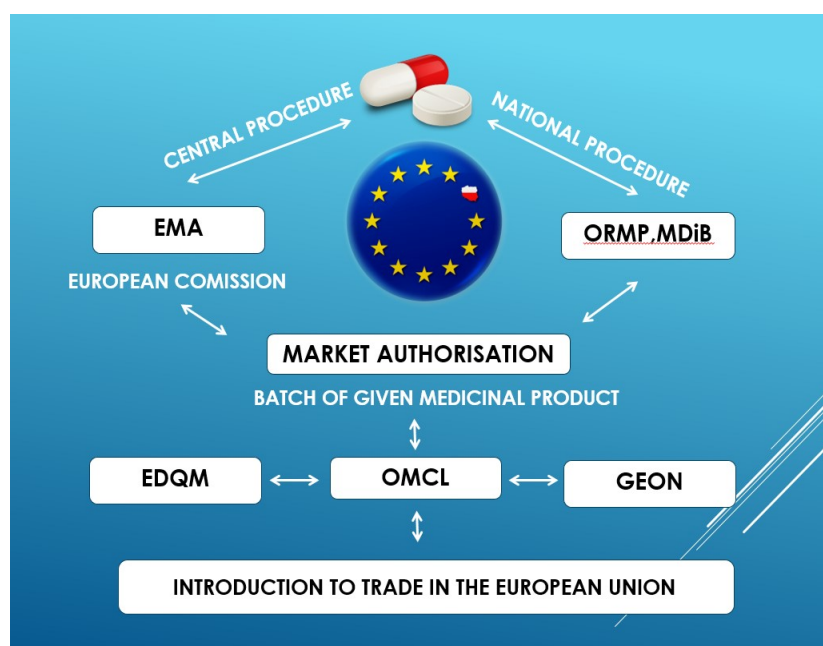 CENTRAL PROCEDURE
NATIONAL PROCEDURE
EMA
ORMP,MDiB
EUROPEAN COMISSION
MARKET AUTHORISATION
BATCH OF GIVEN MEDICINAL PRODUCT
EDQM
OMCL
GEON
INTRODUCTION TO TRADE IN THE EUROPEAN UNION